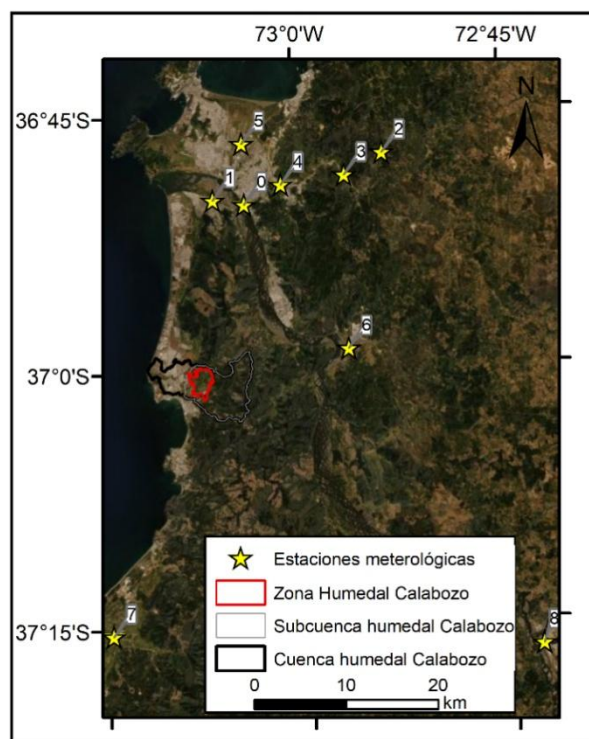 73°0'W
72°45'W
N
36°45'S
5
2
3
4
1
0
6
37°0'S
Estaciones meterológicas
Zona Humedal Calabozo
Subcuenca humedal Calabozo
Cuenca humedal Calabozo
37°15'S
7
8
0
10
20
km